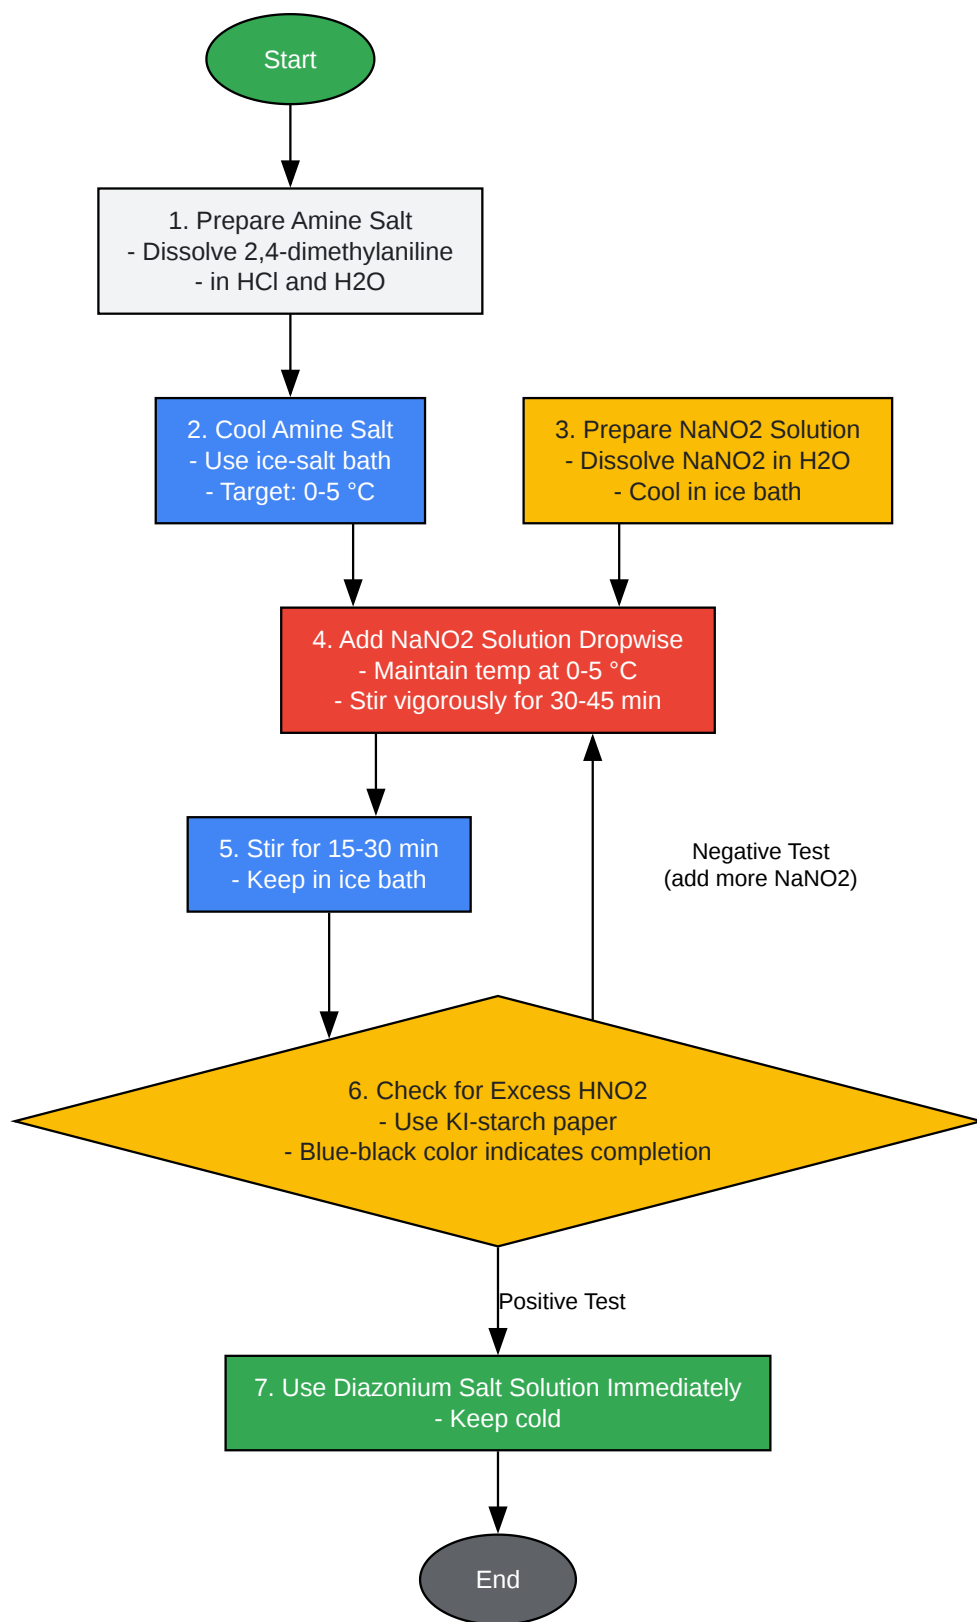 Start
1. Prepare Amine Salt
- Dissolve 2,4-dimethylaniline
- in HCl and H2O
2. Cool Amine Salt
- Use ice-salt bath
- Target: 0-5 °C
3. Prepare NaNO2 Solution
- Dissolve NaNO2 in H2O
- Cool in ice bath
4. Add NaNO2 Solution Dropwise
- Maintain temp at 0-5 °C
- Stir vigorously for 30-45 min
5. Stir for 15-30 min
- Keep in ice bath
Negative Test
(add more NaNO2)
6. Check for Excess HNO2
- Use KI-starch paper
- Blue-black color indicates completion
Positive Test
7. Use Diazonium Salt Solution Immediately
- Keep cold
End